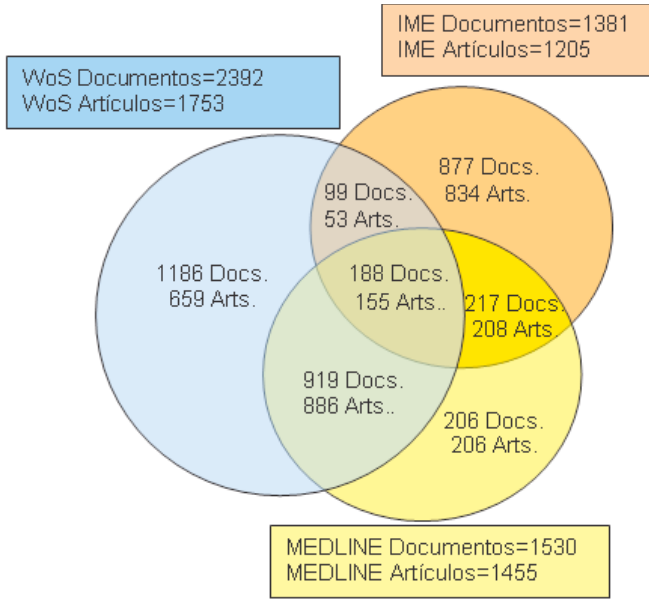 IME Documentos=1381
IME Artículos=1205
WoS Documentos=2392
WoS Artículos=1753
877 Docs.
834 Arts.
99 Docs.
53 Arts.
1186 Docs.
659 Arts.
188 Docs.
155 Arts..
217 Docs.
208 Arts.
919 Docs.
886 Arts..
206 Docs.
206 Arts.
MEDLINE Documentos=1530
MEDLINE Artículos=1455